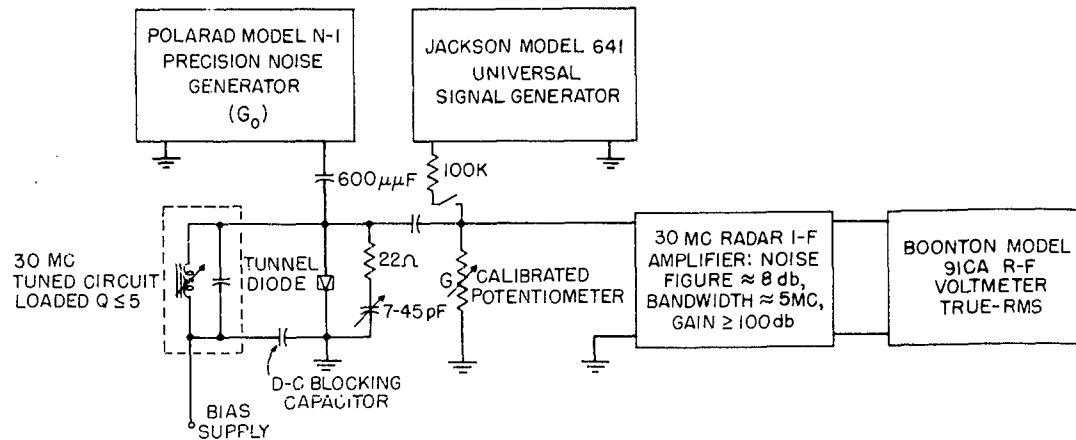 POLARAD MODEL N-1
PRECISION NOISE
GENERATOR
(G₀)
JACKSON MODEL 641
UNIVERSAL
SIGNAL GENERATOR
600μμF
100K
30 MC
TUNED CIRCUIT
LOADED Q ≤ 5
TUNNEL
DIODE
22Ω
7-45pF
G
CALIBRATED
POTENTIOMETER
30 MC RADAR I-F
AMPLIFIER: NOISE
FIGURE ≈ 8 db,
BANDWIDTH ≈ 5MC,
GAIN ≥ 100db
BOONTON MODEL
91CA R-F
VOLTMETER
TRUE-RMS
D-C BLOCKING
CAPACITOR
BIAS
SUPPLY